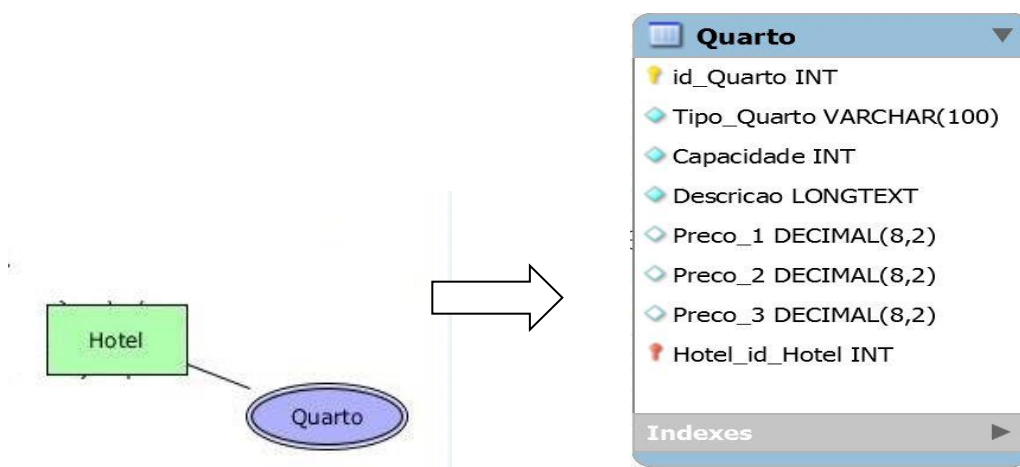 Hotel
Quarto
Quarto
id_Quarto INT
Tipo_Quarto VARCHAR(100)
Capacidade INT
Descricao LONGTEXT
Preco_1 DECIMAL(8,2)
Preco_2 DECIMAL(8,2)
Preco_3 DECIMAL(8,2)
Hotel_id_Hotel INT
Indexes